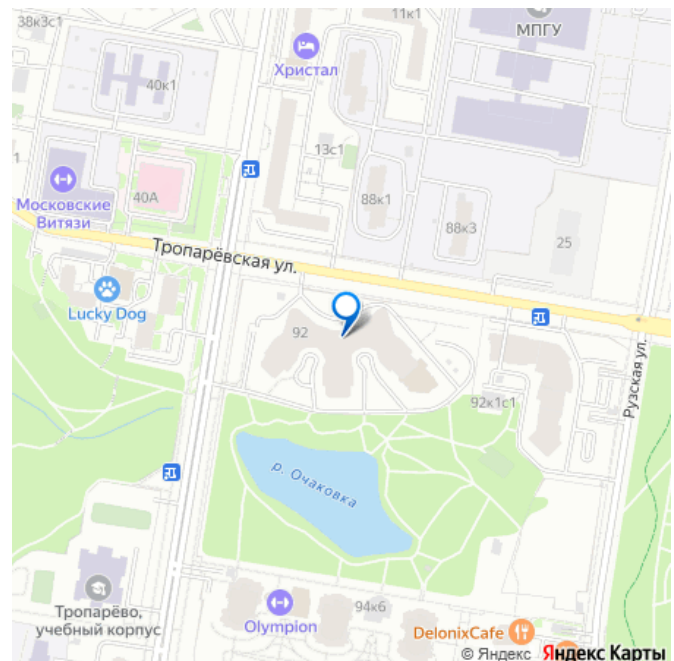 38к3с1
11к1
МПГУ
Христал
40к1
13с1
1
40А
Московские
Витязи
88к1
88к3
25
Тропарёвская ул.
Lucky Dog
92
Рузская ул.
92к1с1
р. Очаковка
Тропарёво,
учебный корпус
94к6
Olympion
DelonixCafe
© Яндекс Яндекс Карты